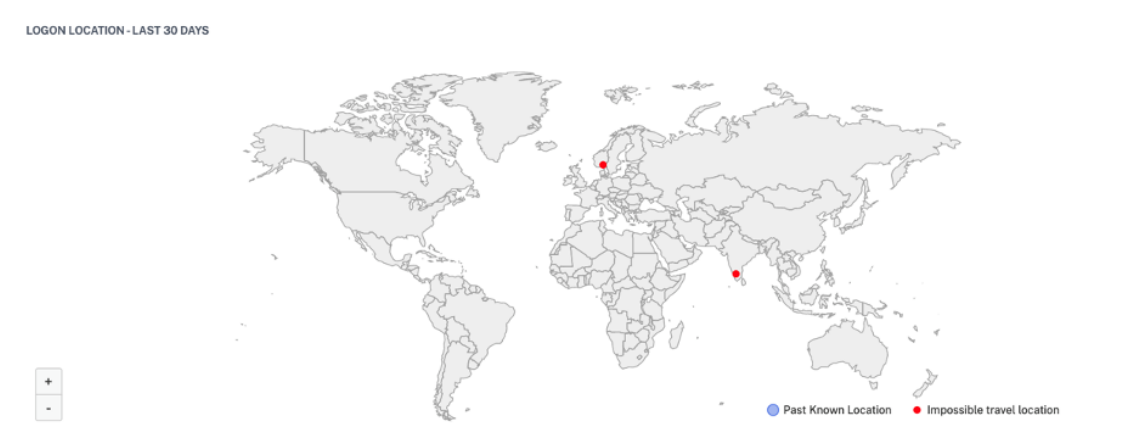 LOGON LOCATION - LAST 30 DAYS
+
-
Past Known Location
Impossible travel location